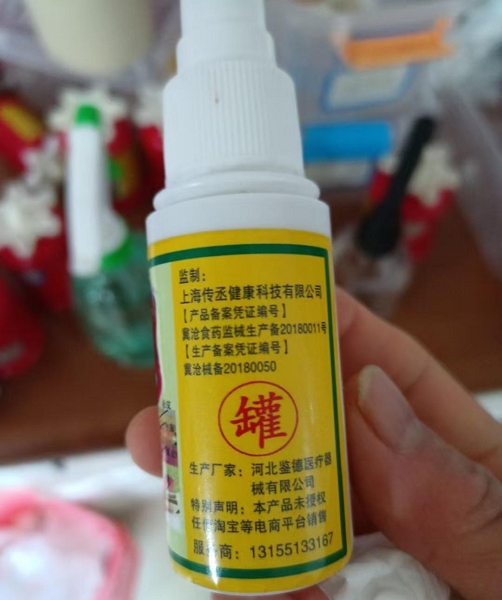 监制：
上海传丞健康科技有限公司
【产品备案凭证编号】
冀沧食药监械生产备20180011号
【生产备案凭证编号】
冀沧械备20180050
罐
生产厂家：河北鉴德医疗器
械有限公司
特别声明：本产品未授权
任何淘宝等电商平台销售
服务商：13155133167